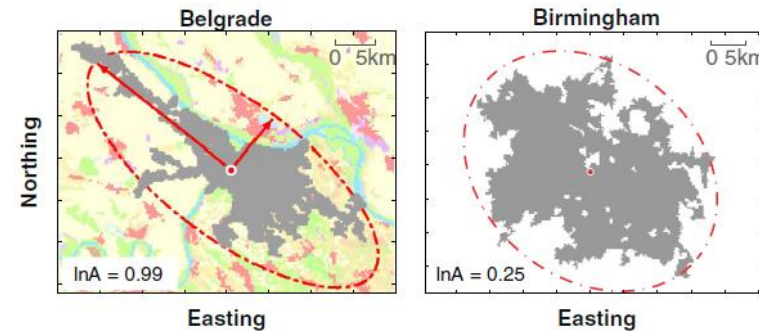 Belgrade
0 5km
Northing
lnA = 0.99
Easting
Birmingham
0 5km
lnA = 0.25
Easting